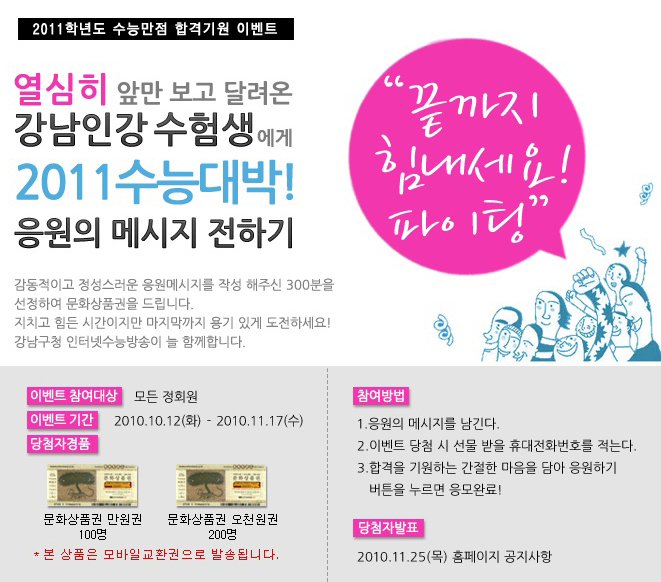 2011학년도 수능만점 합격기원 이벤트
열심히 앞만 보고 달려온
강남인강 수험생에게
2011수능대박!
응원의 메시지 전하기
“끝까지
힘내세요!
파이팅”
감동적이고 정성스러운 응원메시지를 작성 해주신 300분을
선정하여 문화상품권을 드립니다.
지치고 힘든 시간이지만 마지막까지 용기 있게 도전하세요!
강남구청 인터넷수능방송이 늘 함께합니다.
이벤트 참여대상 모든 정회원
이벤트 기간 2010.10.12(화) - 2010.11.17(수)
당첨자경품
문화상품권
문화상품권
문화상품권 만원권
100명
문화상품권 오천원권
200명
* 본 상품은 모바일교환권으로 발송됩니다.
참여방법
1.응원의 메시지를 남긴다.
2.이벤트 당첨 시 선물 받을 휴대전화번호를 적는다.
3.합격을 기원하는 간절한 마음을 담아 응원하기
버튼을 누르면 응모완료!
당첨자발표
2010.11.25(목) 홈페이지 공지사항